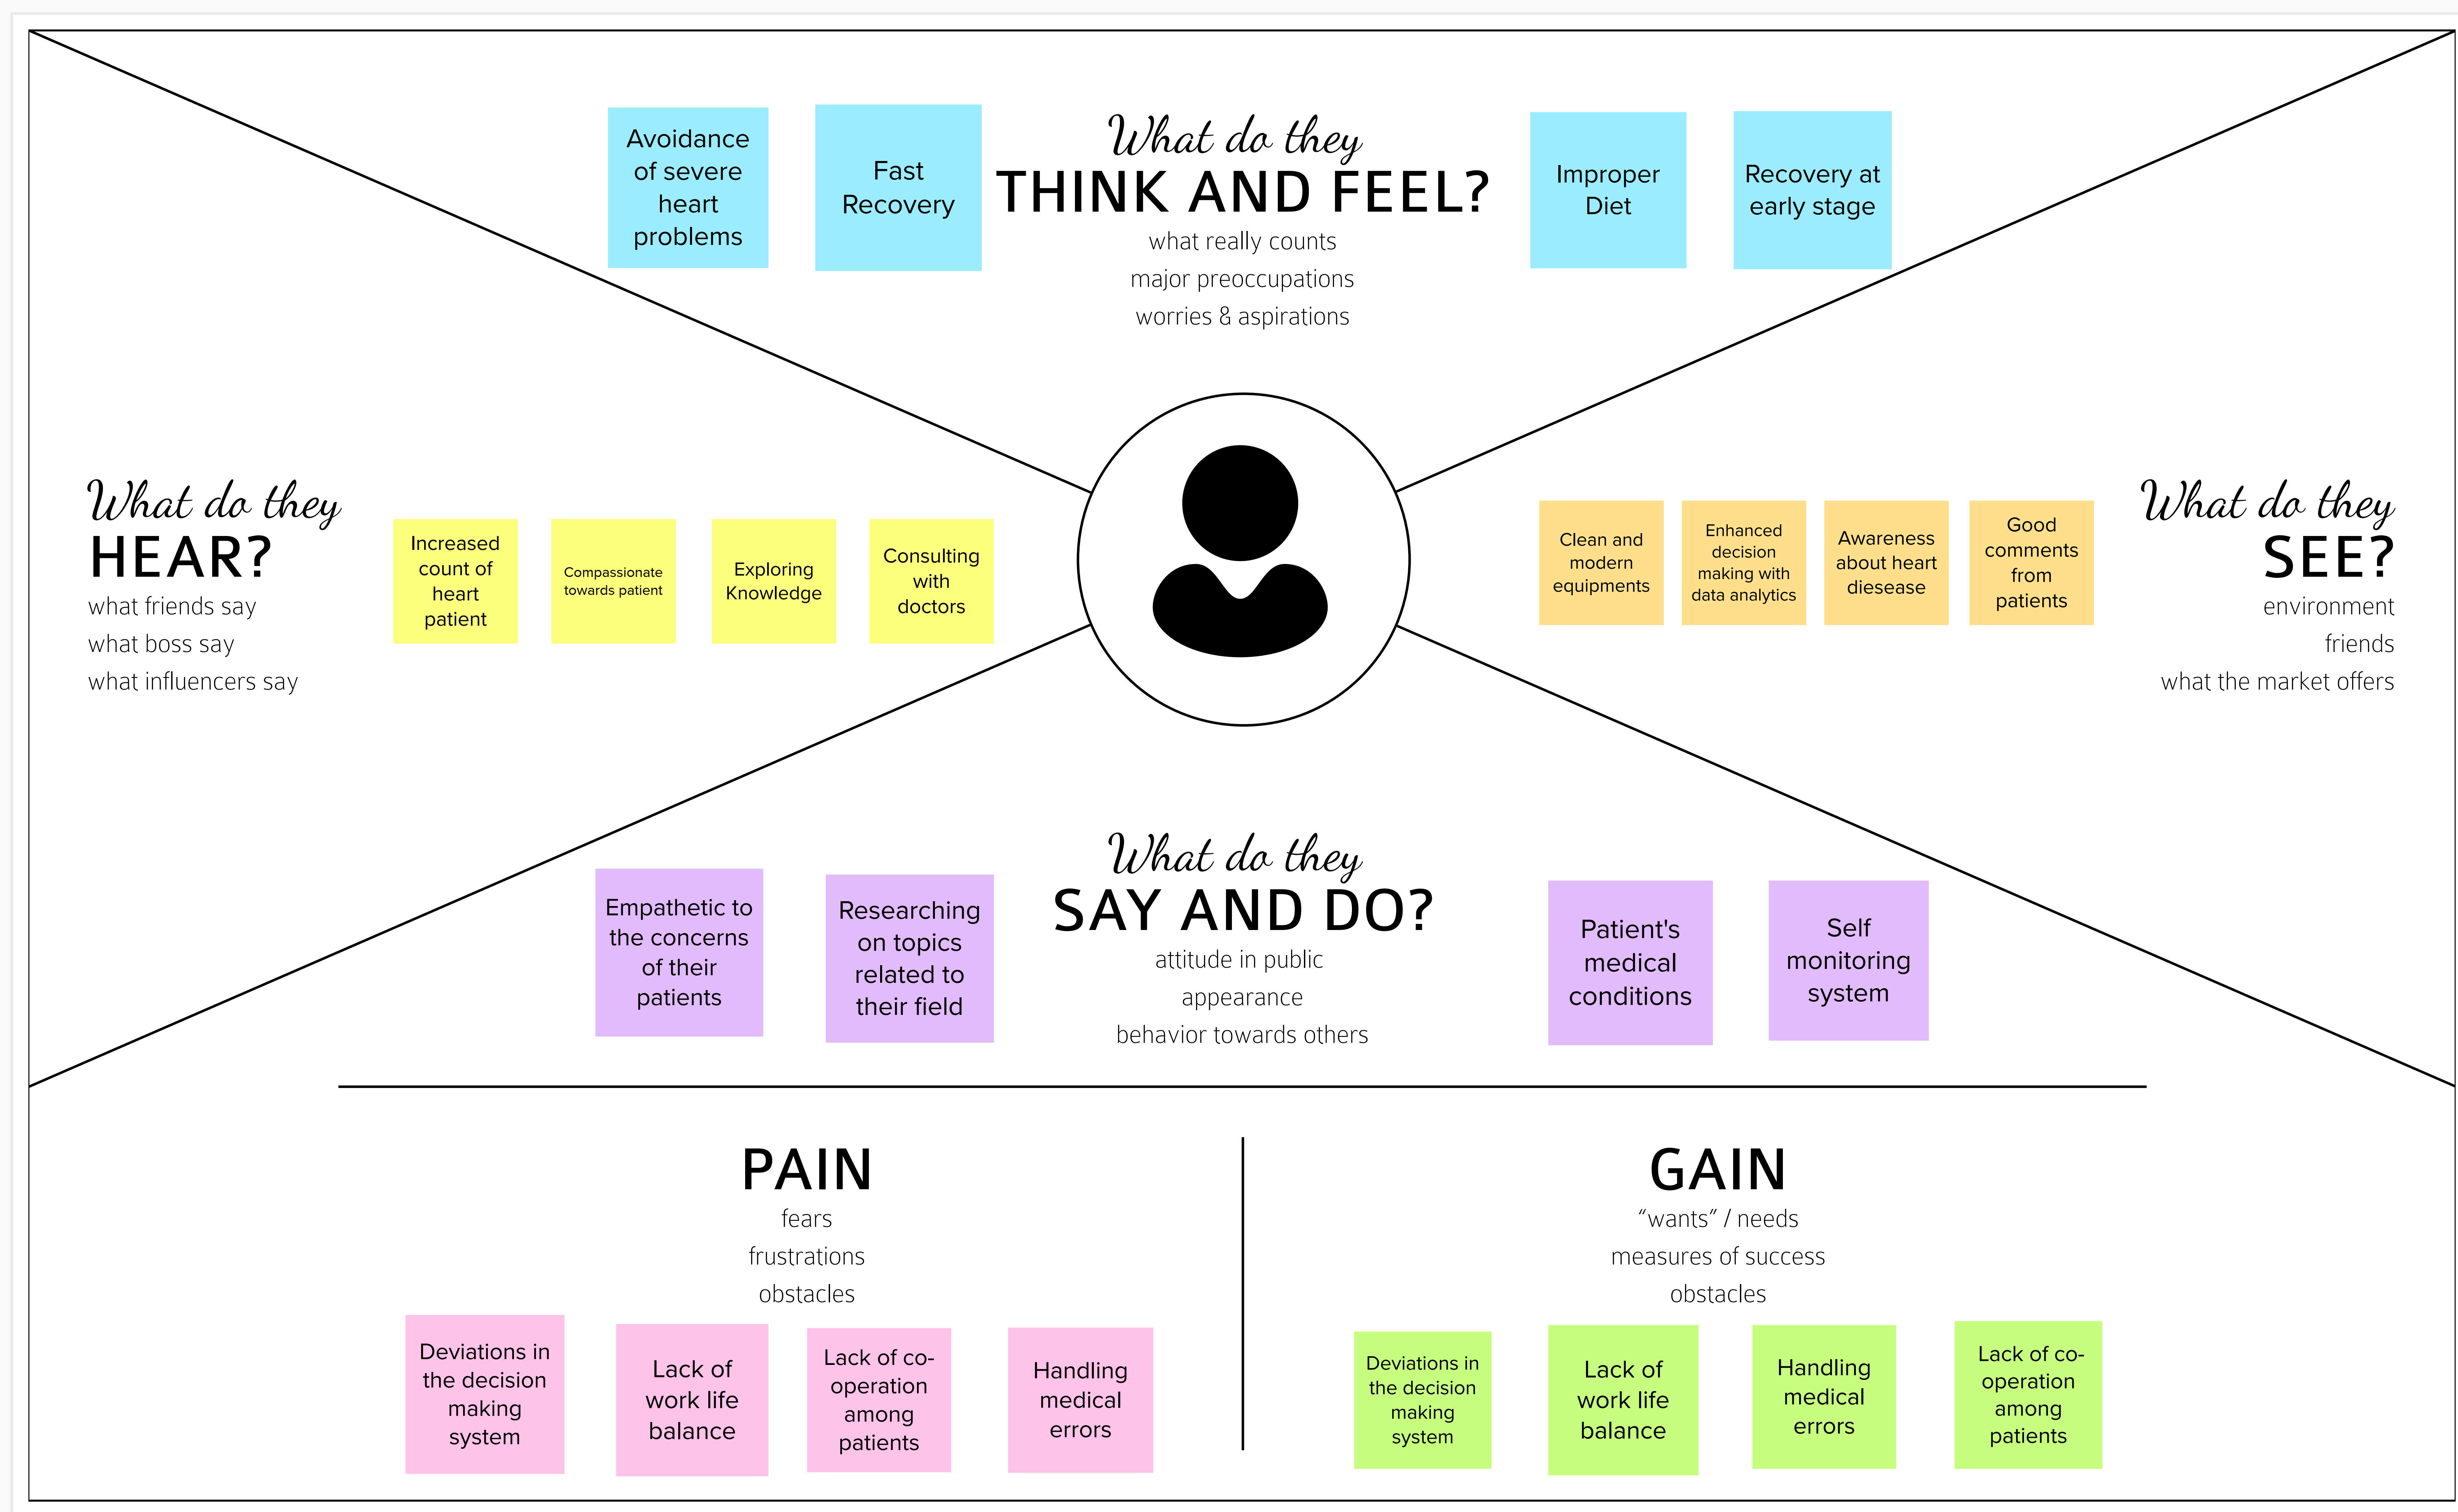 What do they
THINK AND FEEL?
what really counts
major preoccupations
worries & aspirations
Avoidance
of severe
heart
problems
Fast
Recovery
Improper
Diet
Recovery at
early stage
What do they
HEAR?
what friends say
what boss say
what influencers say
Increased
count of
heart
patient
Compassionate
towards patient
Exploring
Knowledge
Consulting
with
doctors
Clean and
modern
equipments
Enhanced
decision
making with
data analytics
Awareness
about heart
diesease
Good
comments
from
patients
What do they
SEE?
environment
friends
what the market offers
What do they
SAY AND DO?
attitude in public
appearance
behavior towards others
Empathetic to
the concerns
of their
patients
Researching
on topics
related to
their field
Patient's
medical
conditions
Self
monitoring
system
PAIN
fears
frustrations
obstacles
Deviations in
the decision
making
system
Lack of
work life
balance
Lack of co-
operation
among
patients
Handling
medical
errors
GAIN
“wants” / needs
measures of success
obstacles
Deviations in
the decision
making
system
Lack of
work life
balance
Handling
medical
errors
Lack of co-
operation
among
patients